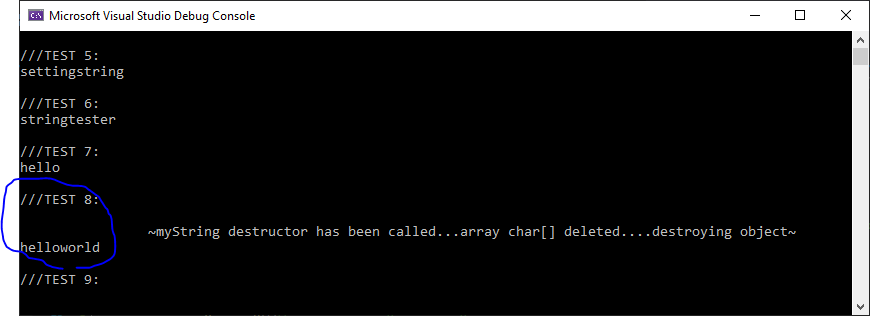 Microsoft Visual Studio Debug Console
///TEST 5:
settingstring
///TEST 6:
stringtester
///TEST 7:
hello
///TEST 8:
~myString destructor has been called...array char[] deleted....destroying object~
helloworld
///TEST 9: